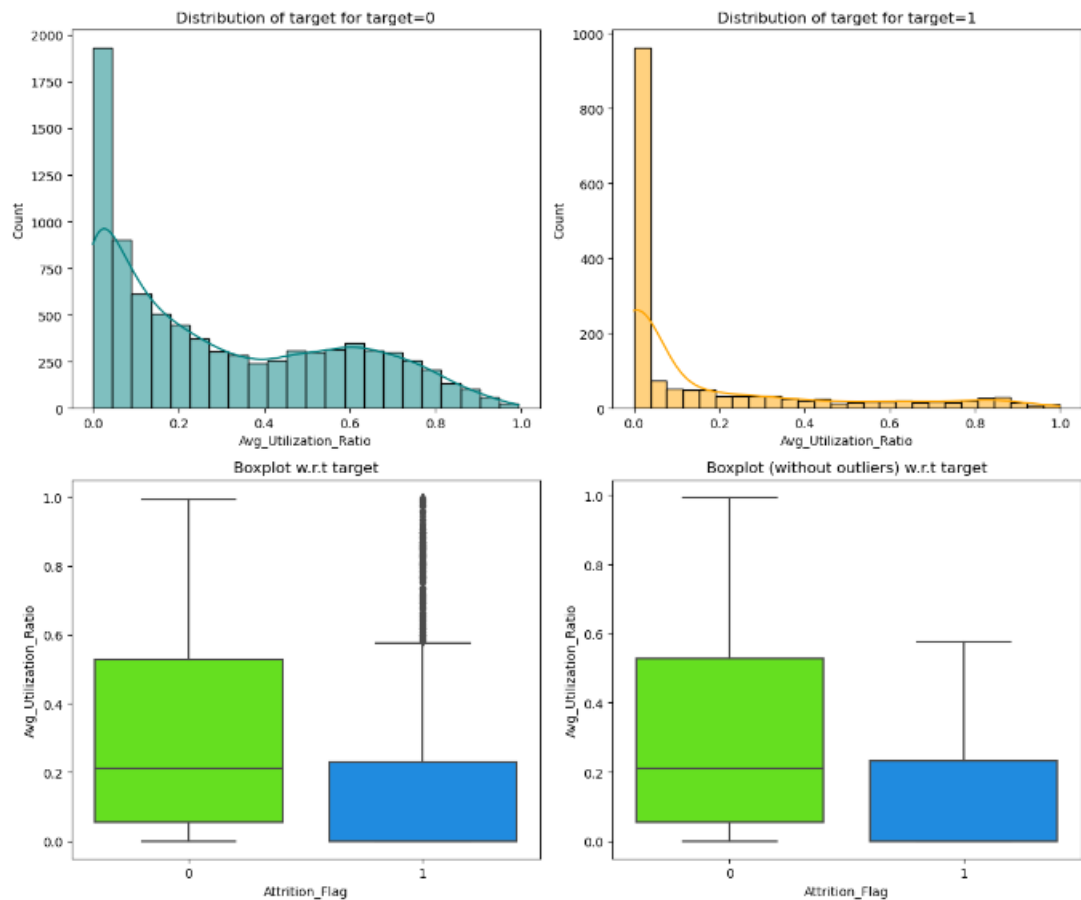 Distribution of target for target=0
Distribution of target for target=1
2000
1750
1500
1250
1000
750
500
250
0
Count
0.0 0.2 0.4 0.6 0.8 1.0
Avg_Utilization_Ratio
1000
800
600
400
200
0
Count
0.0 0.2 0.4 0.6 0.8 1.0
Avg_Utilization_Ratio
Boxplot w.r.t target
Boxplot (without outliers) w.r.t target
1.0
0.8
0.6
0.4
0.2
0.0
Avg_Utilization_Ratio
0 1
Attrition_Flag
1.0
0.8
0.6
0.4
0.2
0.0
Avg_Utilization_Ratio
0 1
Attrition_Flag